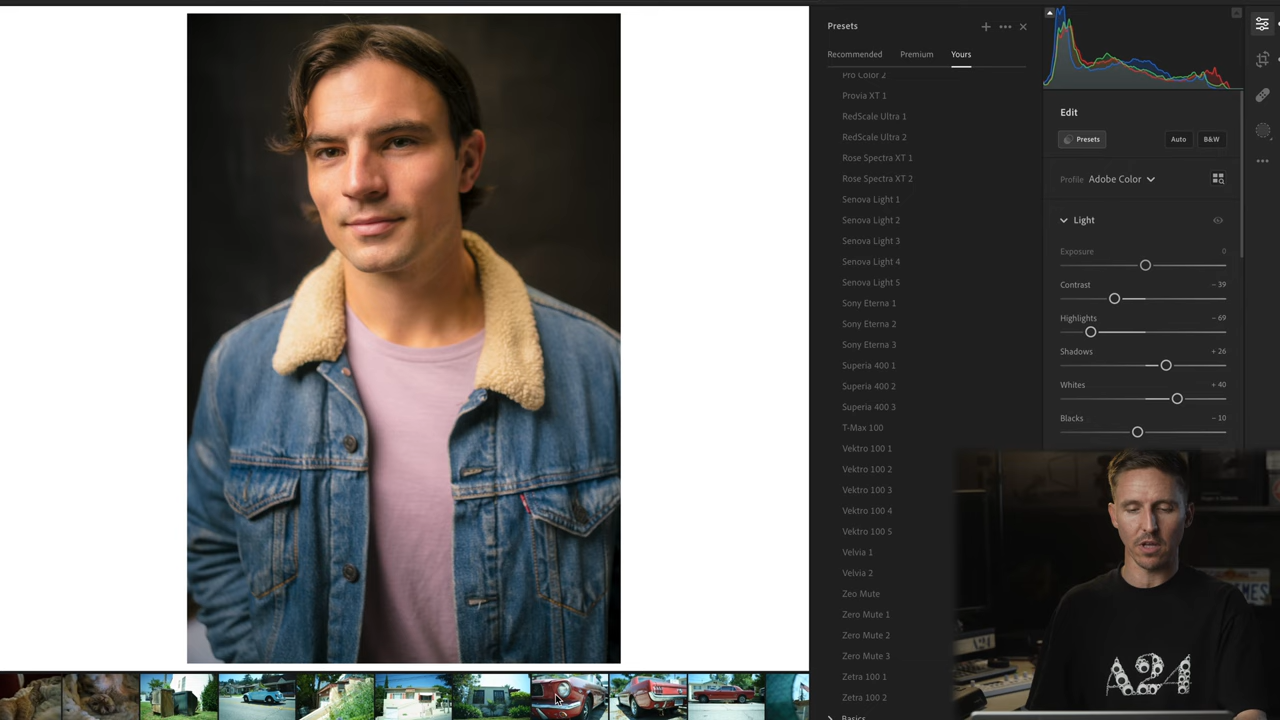 Presets
Recommended Premium Yours
Pro Color 2
Provia XT 1
RedScale Ultra 1
RedScale Ultra 2
Rose Spectra XT 1
Rose Spectra XT 2
Senova Light 1
Senova Light 2
Senova Light 3
Senova Light 4
Senova Light 5
Sony Eterna 1
Sony Eterna 2
Sony Eterna 3
Superia 400 1
Superia 400 2
Superia 400 3
T-Max 100
Vektro 100 1
Vektro 100 2
Vektro 100 3
Vektro 100 4
Vektro 100 5
Velvia 1
Velvia 2
Zeo Mute
Zero Mute 1
Zero Mute 2
Zero Mute 3
Zetra 100 1
Zetra 100 2
Basics
Edit
Presets Auto B&W
Profile Adobe Color
Light
Exposure 0
Contrast – 39
Highlights – 69
Shadows + 26
Whites + 40
Blacks – 10
A24